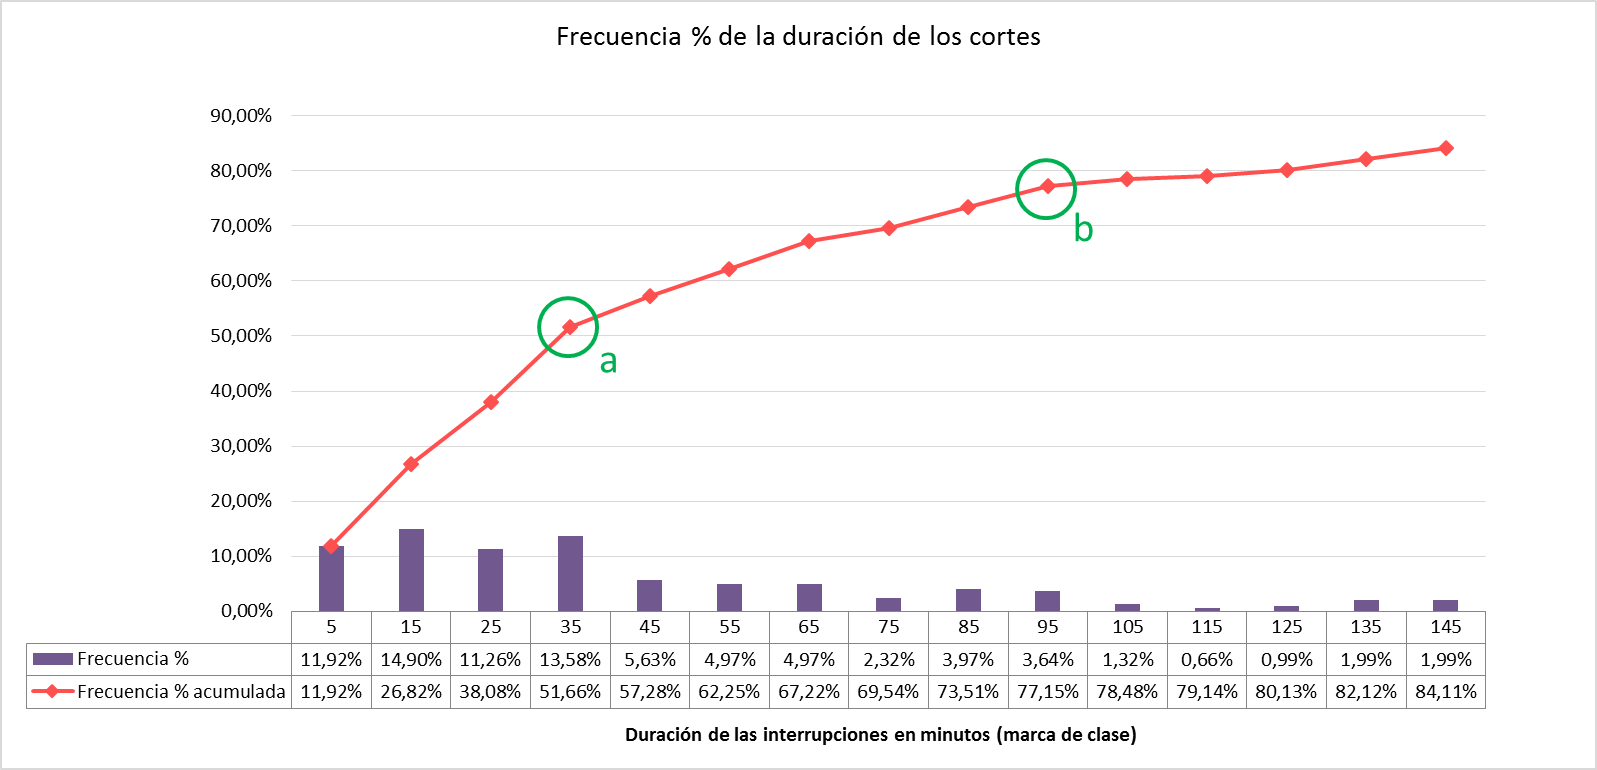 Frecuencia % de la duración de los cortes
90,00%
80,00%
70,00%
60,00%
50,00%
40,00%
30,00%
20,00%
10,00%
0,00%
b
a
5 15 25 35 45 55 65 75 85 95 105 115 125 135 145
Frecuencia % 11,92% 14,90% 11,26% 13,58% 5,63% 4,97% 4,97% 2,32% 3,97% 3,64% 1,32% 0,66% 0,99% 1,99% 1,99%
Frecuencia % acumulada 11,92% 26,82% 38,08% 51,66% 57,28% 62,25% 67,22% 69,54% 73,51% 77,15% 78,48% 79,14% 80,13% 82,12% 84,11%
Duración de las interrupciones en minutos (marca de clase)